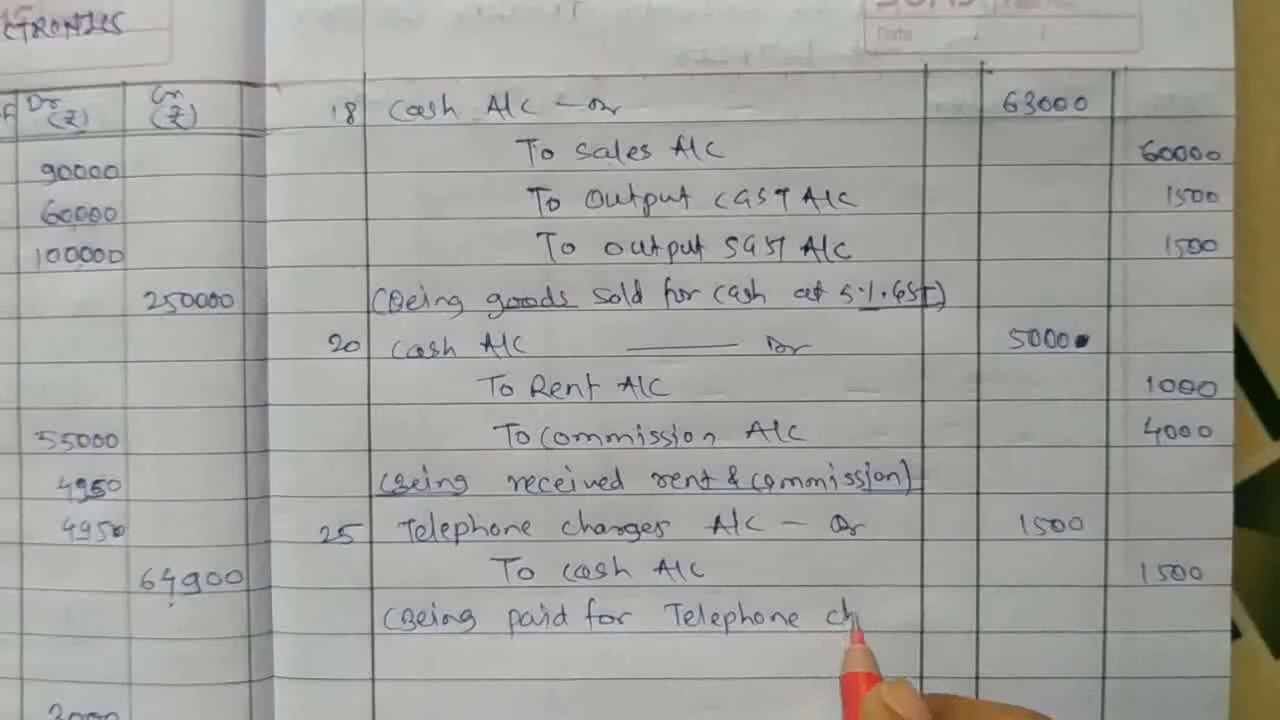 CTRONICS
Date
Dr (₹) Cr (₹)
90000
60000
100000
250000
55000
4950
4950
64900
3000
18 Cash A/C – Dr 63000
To Sales A/C 60000
To Output CGST A/C 1500
To output SGST A/C 1500
(Being goods sold for cash at 5%.GST)
20 Cash A/C — Dr 5000
To Rent A/C 1000
To Commission A/C 4000
(Being received rent & Commission)
25 Telephone charges A/C – Dr 1500
To cash A/C 1500
(Being paid for Telephone ch